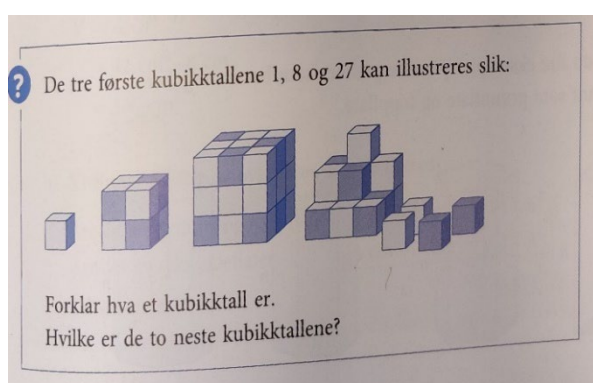 ?
De tre første kubikktallene 1, 8 og 27 kan illustreres slik:
Forklar hva et kubikktall er.
Hvilke er de to neste kubikktallene?